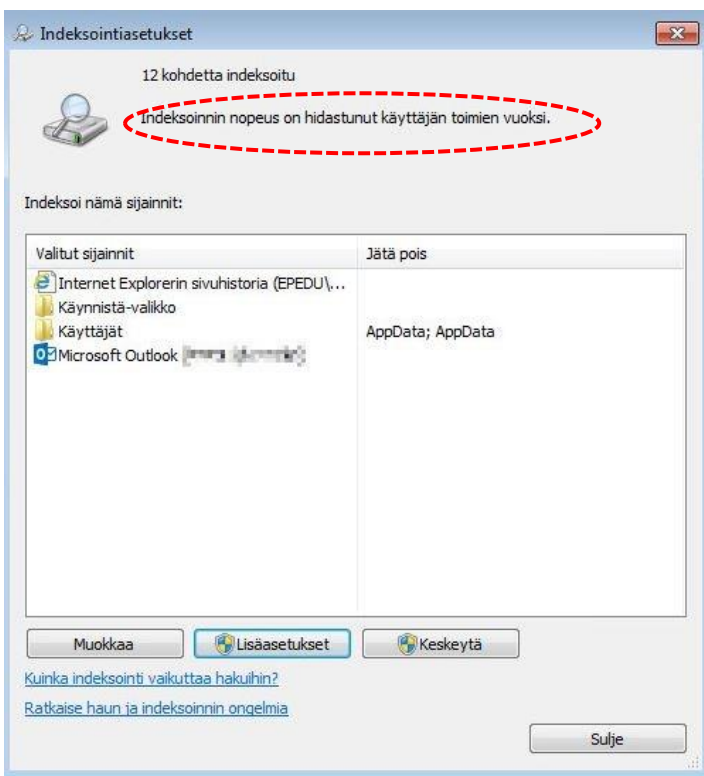 Indeksointiasetukset
12 kohdetta indeksoitu
Indeksoinnin nopeus on hidastunut käyttäjän toimien vuoksi.
Indeksoi nämä sijainnit:
Valitut sijainnit Jätä pois
Internet Explorerin sivuhistoria (EPEDU\...
Käynnistä-valikko
Käyttäjät AppData; AppData
Microsoft Outlook
Muokkaa Lisäasetukset Keskeytä
Kuinka indeksointi vaikuttaa hakuihin?
Ratkaise haun ja indeksoinnin ongelmia
Sulje